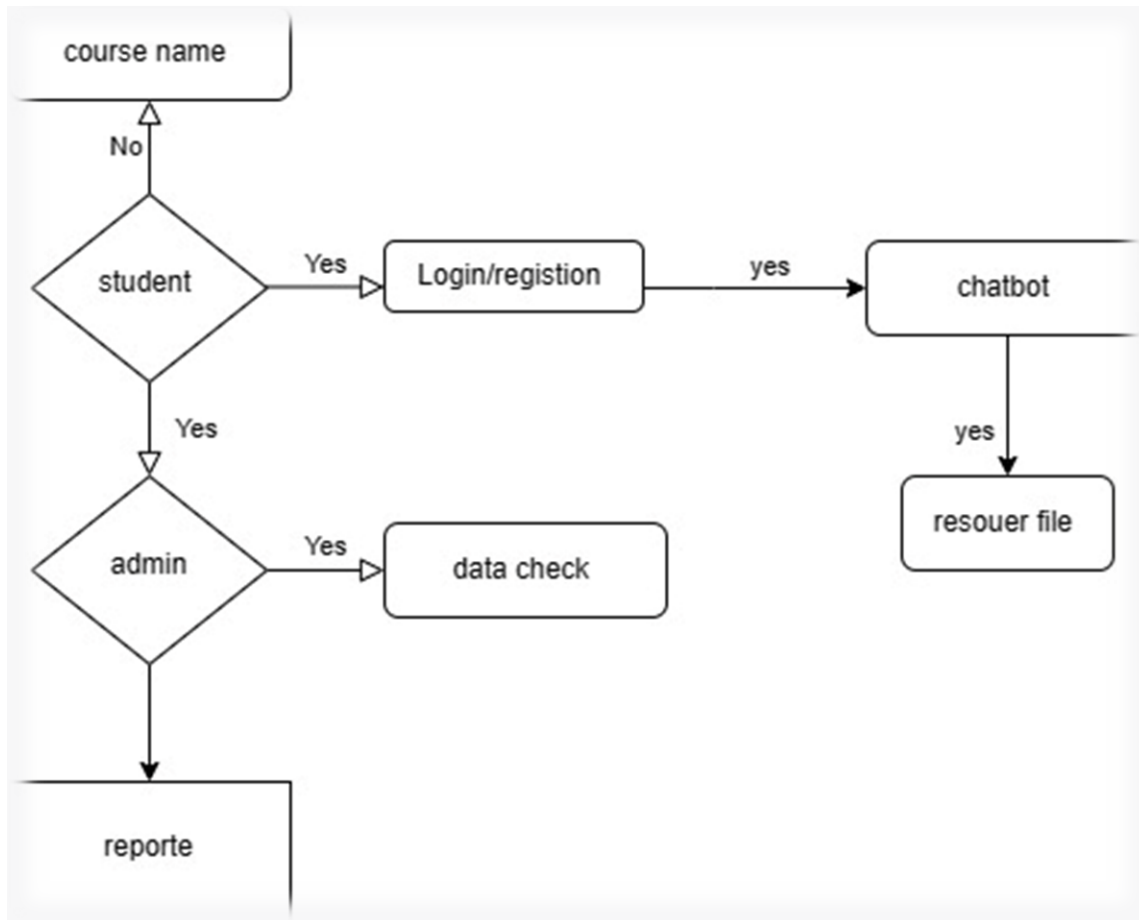 course name
No
student
Yes
Login/registion
yes
chatbot
Yes
yes
resouer file
admin
Yes
data check
reporte